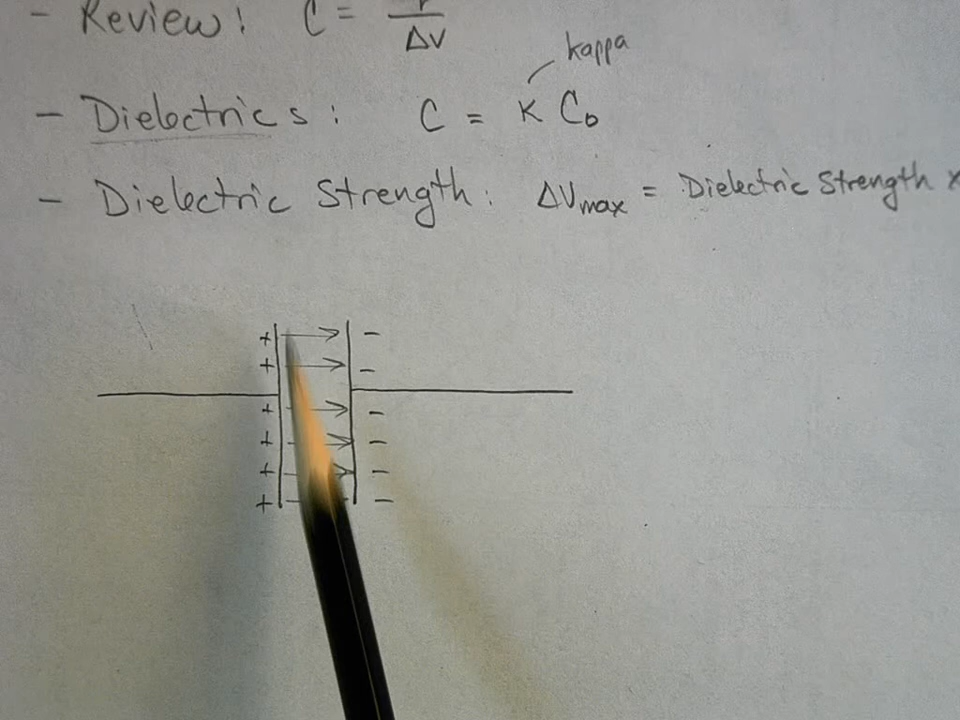 - Review: C = / ΔV
kappa
- Dielectrics: C = K C₀
- Dielectric Strength: ΔVmax = Dielectric Strength x
+ -
+ -
+ -
+ -
+ -
+ -